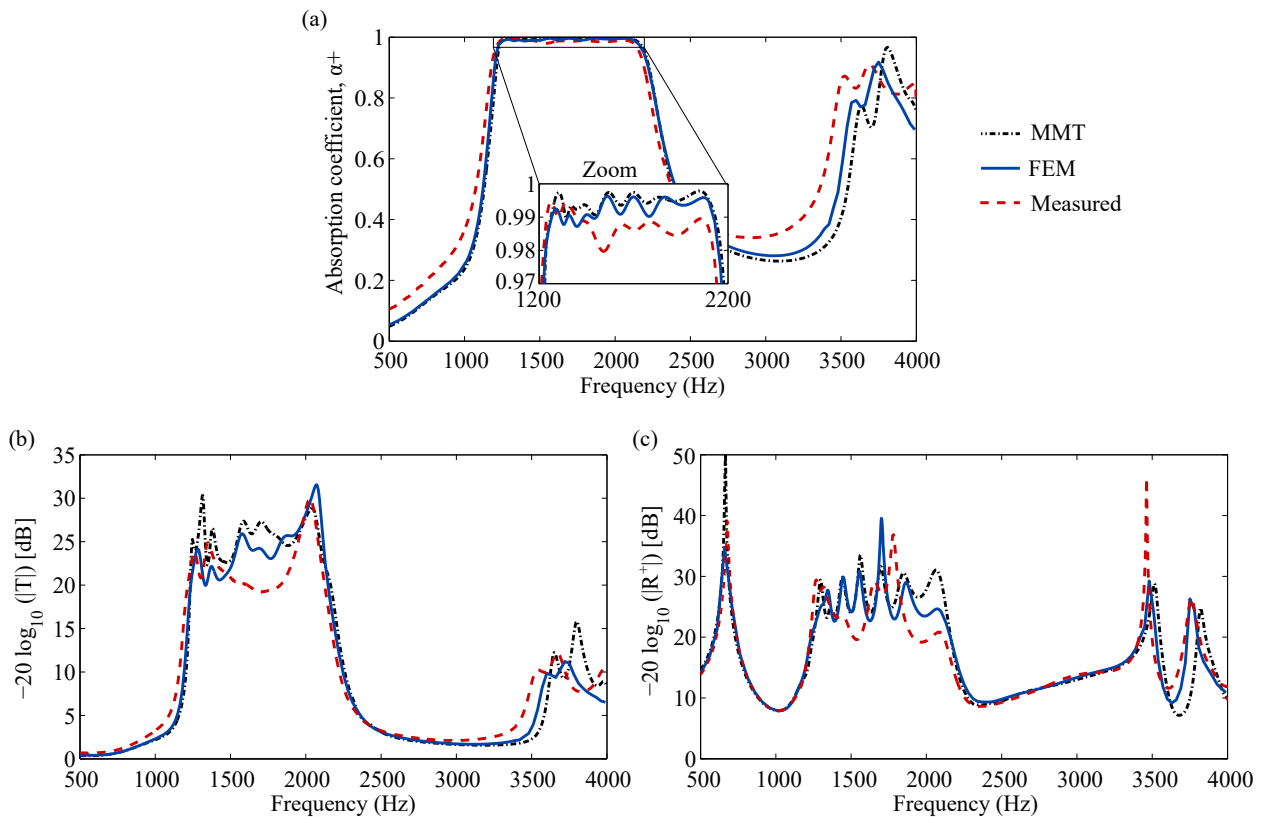 (a)
Absorption coefficient, α+
1
0.8
0.6
0.4
0.2
0
Zoom
1
0.99
0.98
0.97
1200 2200
500 1000 1500 2000 2500 3000 3500 4000
Frequency (Hz)
MMT
FEM
Measured
(b)
−20 log10 (|T|) [dB]
35
30
25
20
15
10
5
0
500 1000 1500 2000 2500 3000 3500 4000
Frequency (Hz)
(c)
−20 log10 (|R+|) [dB]
50
40
30
20
10
0
500 1000 1500 2000 2500 3000 3500 4000
Frequency (Hz)